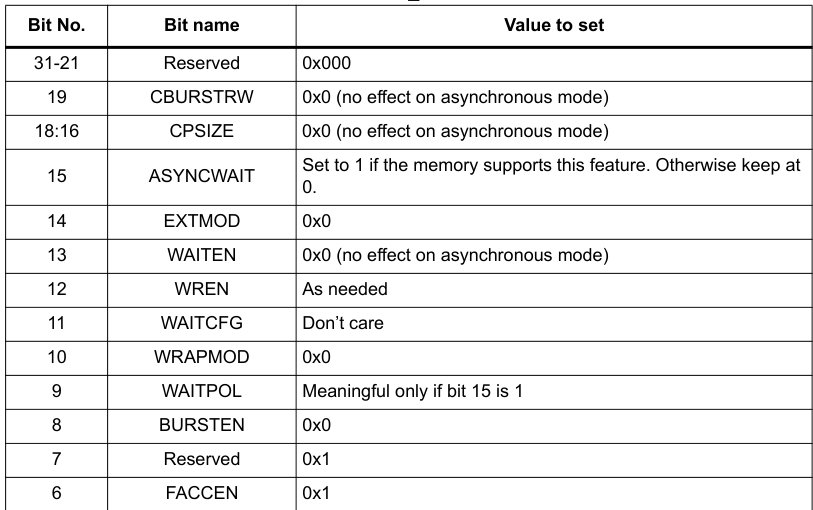 Bit No. Bit name Value to set
31-21 Reserved 0x000
19 CBURSTRW 0x0 (no effect on asynchronous mode)
18:16 CPSIZE 0x0 (no effect on asynchronous mode)
15 ASYNCWAIT Set to 1 if the memory supports this feature. Otherwise keep at
0.
14 EXTMOD 0x0
13 WAITEN 0x0 (no effect on asynchronous mode)
12 WREN As needed
11 WAITCFG Don’t care
10 WRAPMOD 0x0
9 WAITPOL Meaningful only if bit 15 is 1
8 BURSTEN 0x0
7 Reserved 0x1
6 FACCEN 0x1